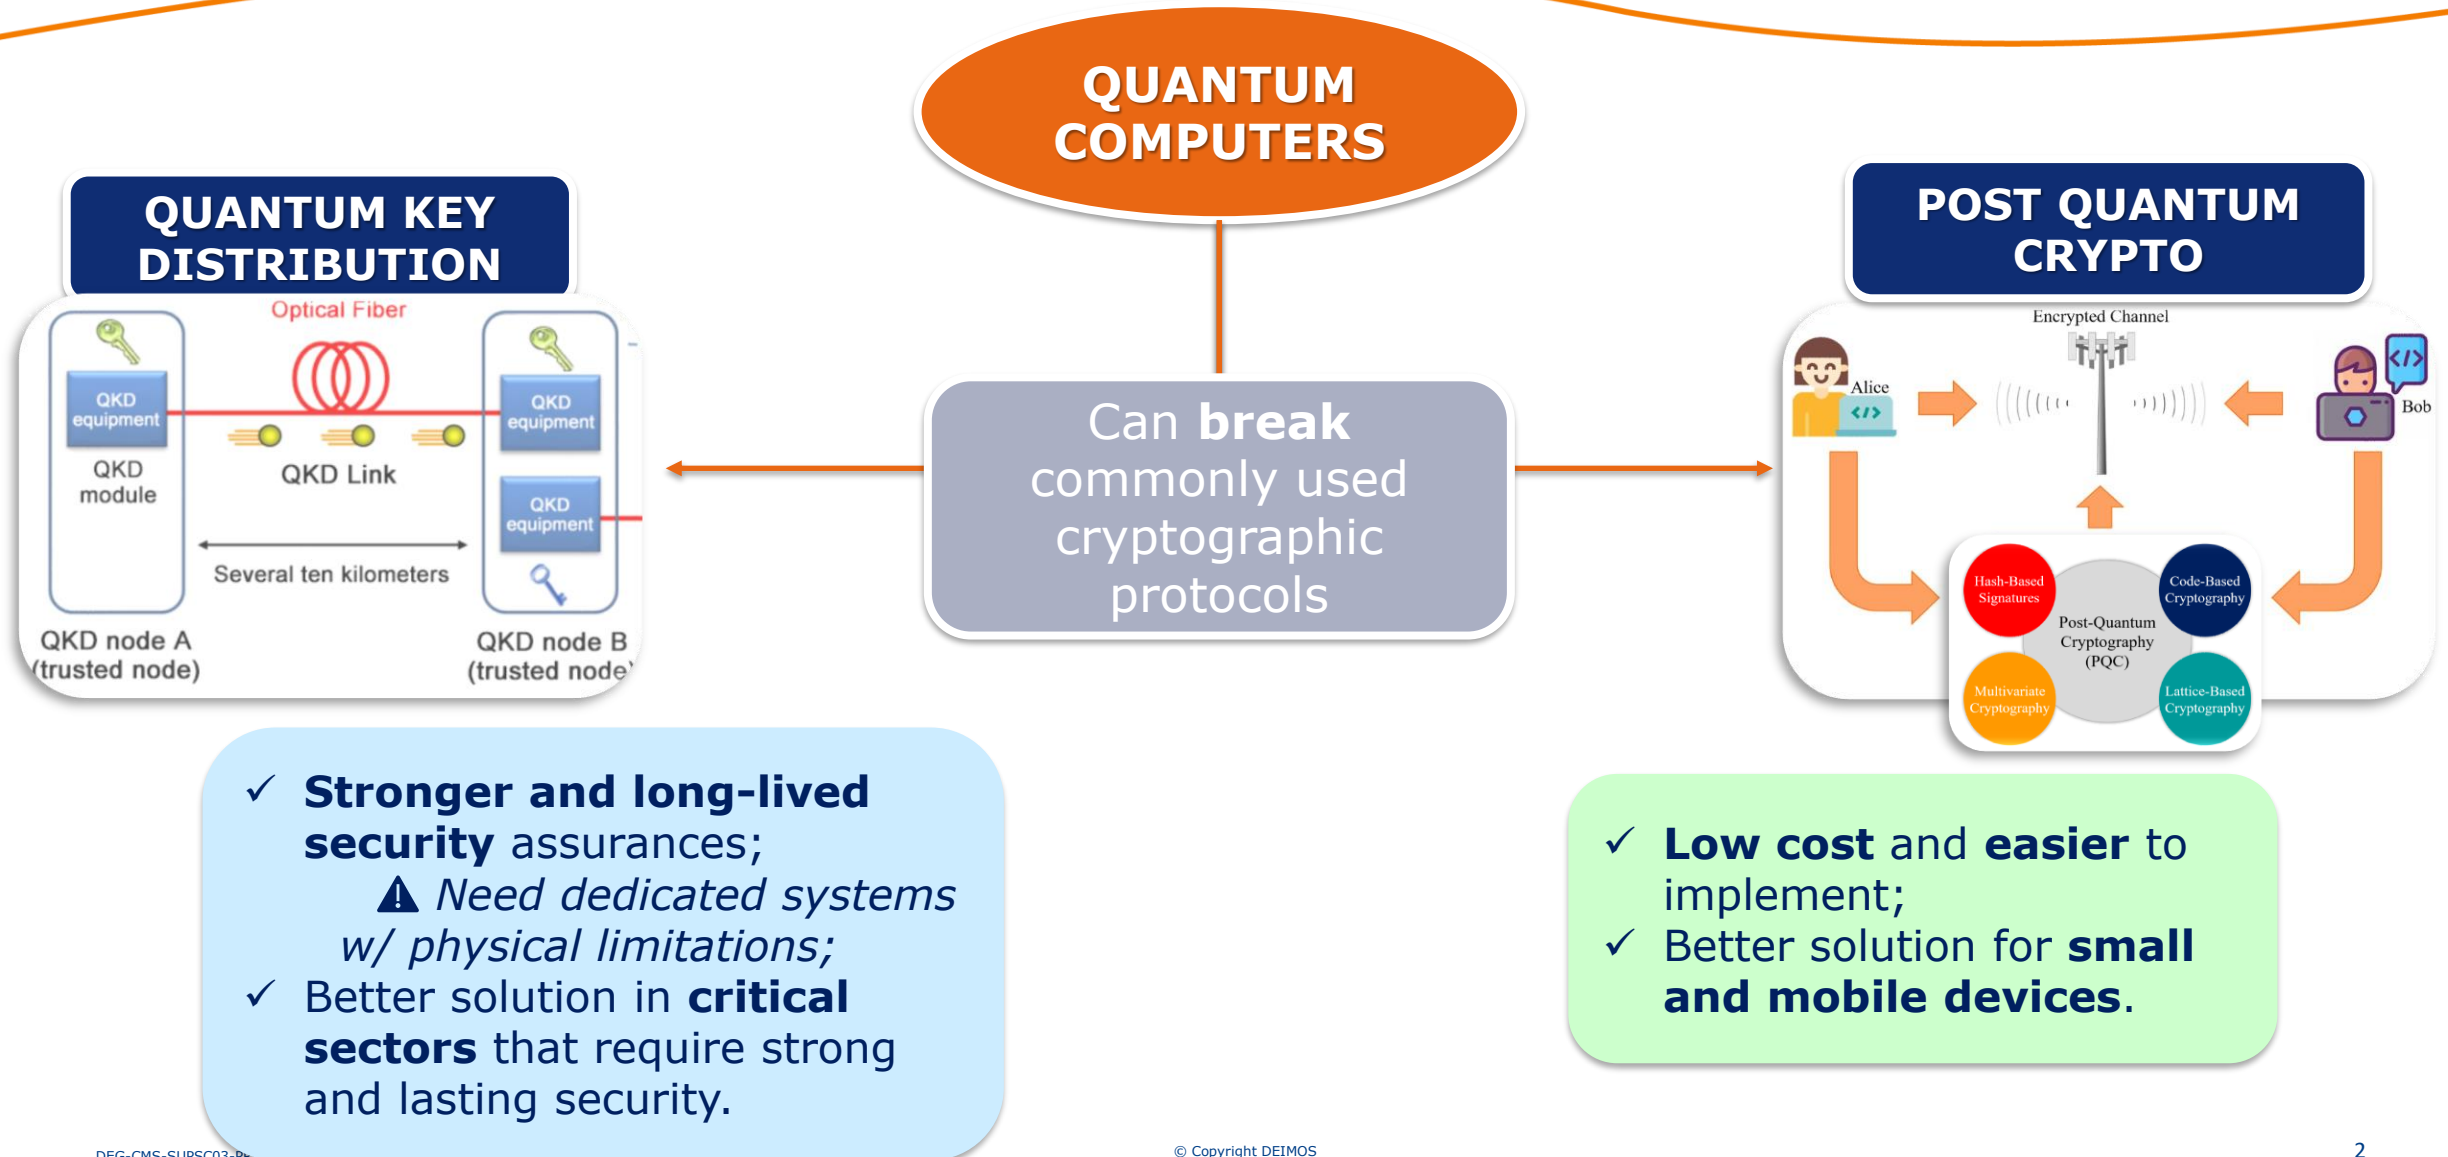 QUANTUM
COMPUTERS
QUANTUM KEY
DISTRIBUTION
Optical Fiber
QKD
equipment
QKD
equipment
QKD
module
QKD Link
QKD
equipment
Several ten kilometers
QKD node A
(trusted node)
QKD node B
(trusted node)
Can break
commonly used
cryptographic
protocols
POST QUANTUM
CRYPTO
Encrypted Channel
Alice
</>
</>
Bob
Hash-Based
Signatures
Code-Based
Cryptography
Post-Quantum
Cryptography
(PQC)
Multivariate
Cryptography
Lattice-Based
Cryptography
✓ Stronger and long-lived
security assurances;
⚠ Need dedicated systems
w/ physical limitations;
✓ Better solution in critical
sectors that require strong
and lasting security.
✓ Low cost and easier to
implement;
✓ Better solution for small
and mobile devices.
DEG-CMS-SUPSC03-
© Copyright DEIMOS
2